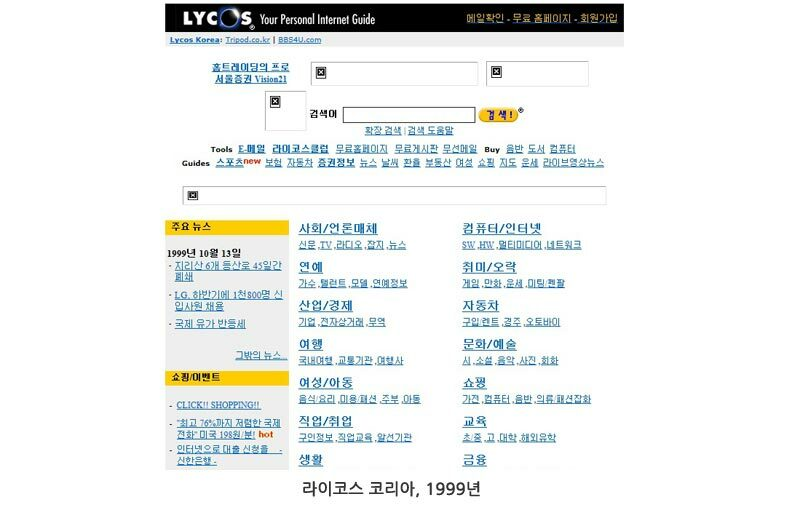 LYCOS® Your Personal Internet Guide
메일확인 - 무료 홈페이지 - 회원가입
Lycos Korea: Tripod.co.kr | BBS4U.com
홈트레이딩의 프로
서울증권 Vision21
검색어 검색!®
확장 검색 | 검색 도움말
Tools E-메일 라이코스클럽 무료홈페이지 무료게시판 무선메일 Buy 음반 도서 컴퓨터
Guides 스포츠new 보험 자동차 증권정보 뉴스 날씨 환율 부동산 여성 쇼핑 지도 운세 라이브영상뉴스
주요 뉴스
1999년 10월 13일
- 지리산 6개 등산로 45일간
폐쇄
- LG, 하반기에 1천800명 신
입사원 채용
- 국제 유가 반등세
그밖의 뉴스...
쇼핑/이벤트
- CLICK!! SHOPPING!!
- "최고 76%까지 저렴한 국제
전화" 미국 198원/분! hot
- 인터넷으로 대출 신청을 -
신한은행 -
사회/언론매체
신문 ,TV ,라디오 ,잡지 ,뉴스
연예
가수 ,탤런트 ,모델 ,연예정보
산업/경제
기업 ,전자상거래 ,무역
여행
국내여행 ,교통기관 ,여행사
여성/아동
음식/요리 ,미용/패션 ,주부 ,아동
직업/취업
구인정보 ,직업교육 ,알선기관
생활
컴퓨터/인터넷
SW ,HW ,멀티미디어 ,네트워크
취미/오락
게임 ,만화 ,운세 ,미팅/펜팔
자동차
구입/렌트 ,경주 ,오토바이
문화/예술
시 ,소설 ,음악 ,사진 ,회화
쇼핑
가전 ,컴퓨터 ,음반 ,의류/패션잡화
교육
초/중 ,고 ,대학 ,해외유학
금융
라이코스 코리아, 1999년